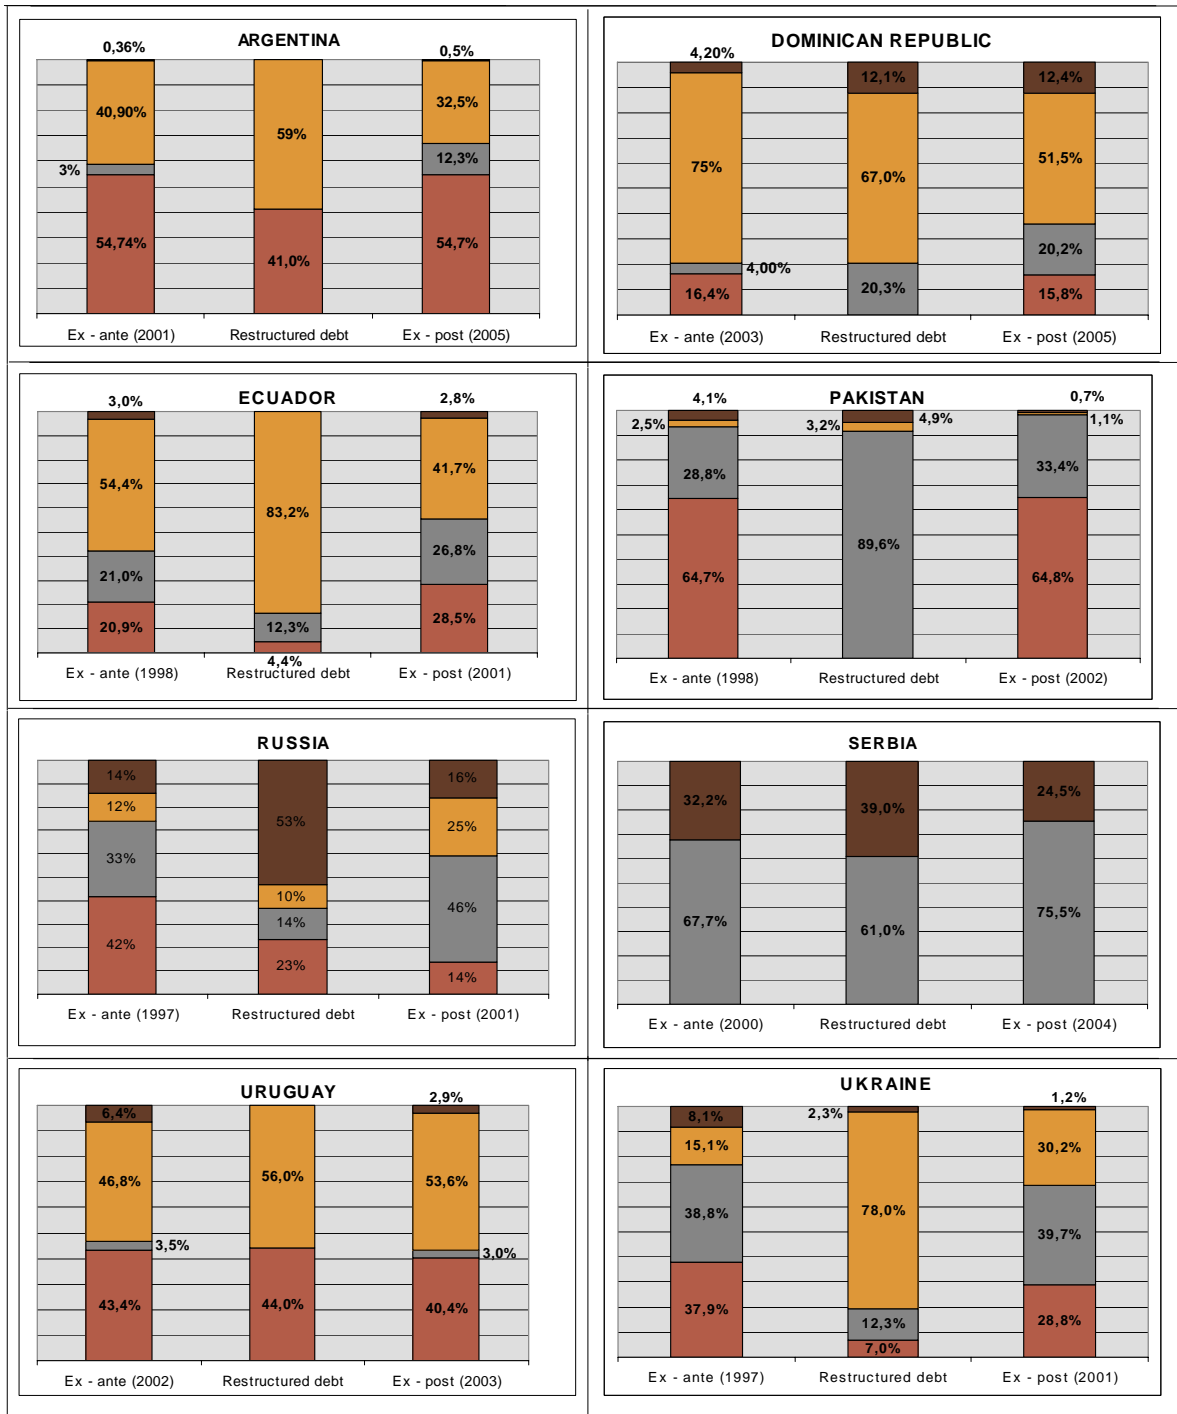 ARGENTINA
0,36%
0,5%
40,90%
59%
32,5%
3%
12,3%
54,74%
41,0%
54,7%
Ex - ante (2001)
Restructured debt
Ex - post (2005)
DOMINICAN REPUBLIC
4,20%
12,1%
12,4%
75%
67,0%
51,5%
4,00%
20,2%
16,4%
20,3%
15,8%
Ex - ante (2003)
Restructured debt
Ex - post (2005)
ECUADOR
3,0%
2,8%
54,4%
83,2%
41,7%
21,0%
12,3%
26,8%
20,9%
4,4%
28,5%
Ex - ante (1998)
Restructured debt
Ex - post (2001)
PAKISTAN
4,1%
0,7%
2,5%
3,2%
4,9%
1,1%
28,8%
33,4%
89,6%
64,7%
64,8%
Ex - ante (1998)
Restructured debt
Ex - post (2002)
RUSSIA
14%
53%
16%
12%
10%
25%
33%
14%
46%
42%
23%
14%
Ex - ante (1997)
Restructured debt
Ex - post (2001)
SERBIA
32,2%
39,0%
24,5%
67,7%
61,0%
75,5%
Ex - ante (2000)
Restructured debt
Ex - post (2004)
URUGUAY
6,4%
2,9%
46,8%
56,0%
53,6%
3,5%
3,0%
43,4%
44,0%
40,4%
Ex - ante (2002)
Restructured debt
Ex - post (2003)
UKRAINE
8,1%
2,3%
1,2%
15,1%
78,0%
30,2%
38,8%
12,3%
39,7%
37,9%
7,0%
28,8%
Ex - ante (1997)
Restructured debt
Ex - post (2001)